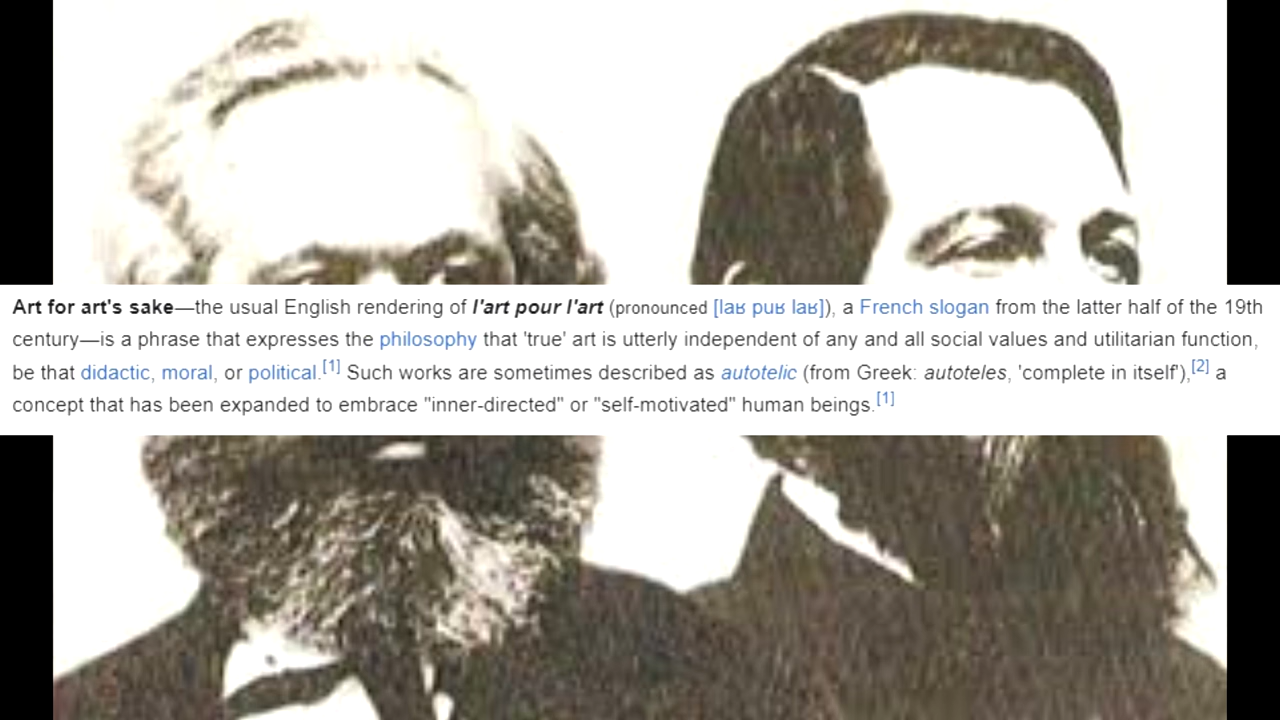 Art for art's sake—the usual English rendering of l'art pour l'art (pronounced [laʁ puʁ laʁ]), a French slogan from the latter half of the 19th
century—is a phrase that expresses the philosophy that 'true' art is utterly independent of any and all social values and utilitarian function,
be that didactic, moral, or political.[1] Such works are sometimes described as autotelic (from Greek: autoteles, 'complete in itself'),[2] a
concept that has been expanded to embrace "inner-directed" or "self-motivated" human beings.[1]